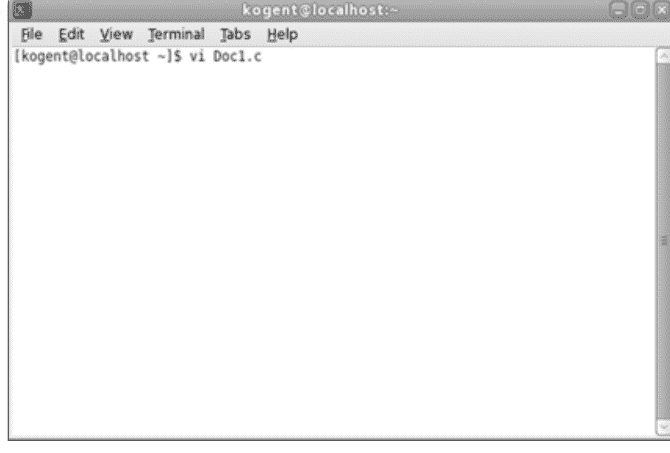 kogent@localhost:~
File Edit View Terminal Tabs Help
[kogent@localhost ~]$ vi Doc1.c